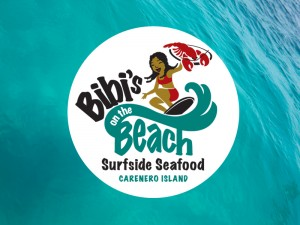 Bibi's
on the
Beach
Surfside Seafood
CARENERO ISLAND